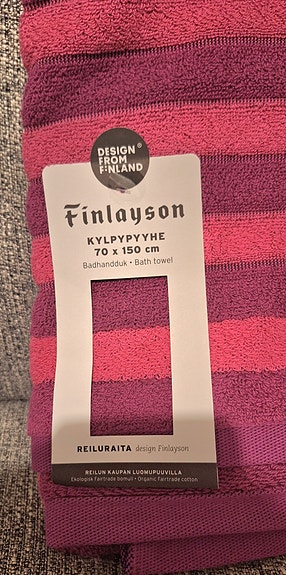 DESIGN®
FROM
FINLAND
Finlayson
KYLPYPYYHE
70 x 150 cm
Badhandduk • Bath towel
REILURAITA design Finlayson
REILUN KAUPAN LUOMUPUUVILLA
Ekologisk Fairtrade bomull • Organic Fairtrade cotton